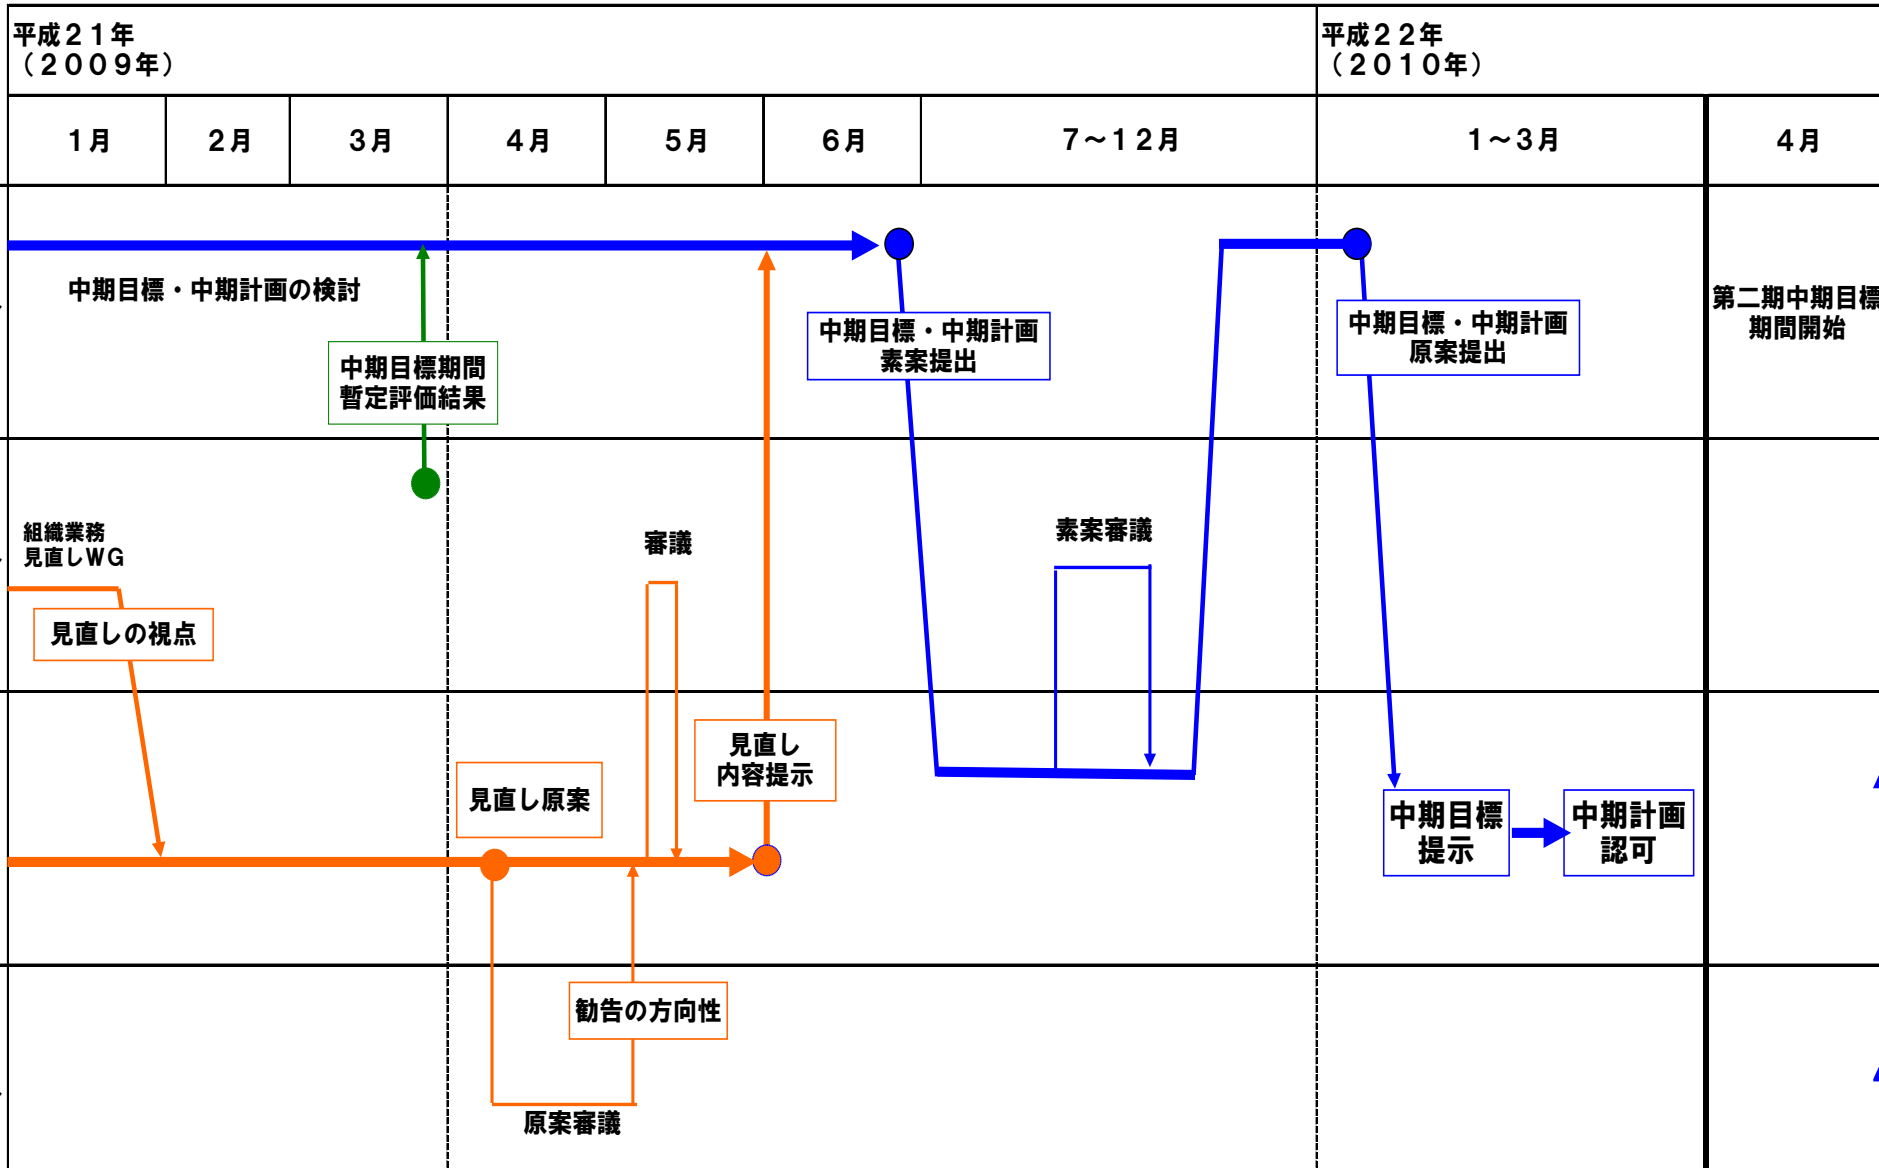 平成２１年
（２００９年）
平成２２年
（２０１０年）
１月
２月
３月
４月
５月
６月
７～１２月
１～３月
４月
中期目標・中期計画の検討
中期目標期間
暫定評価結果
中期目標・中期計画
素案提出
中期目標・中期計画
原案提出
第二期中期目標
期間開始
組織業務
見直しＷＧ
見直しの視点
審議
素案審議
見直し原案
見直し
内容提示
中期目標
提示
中期計画
認可
勧告の方向性
原案審議